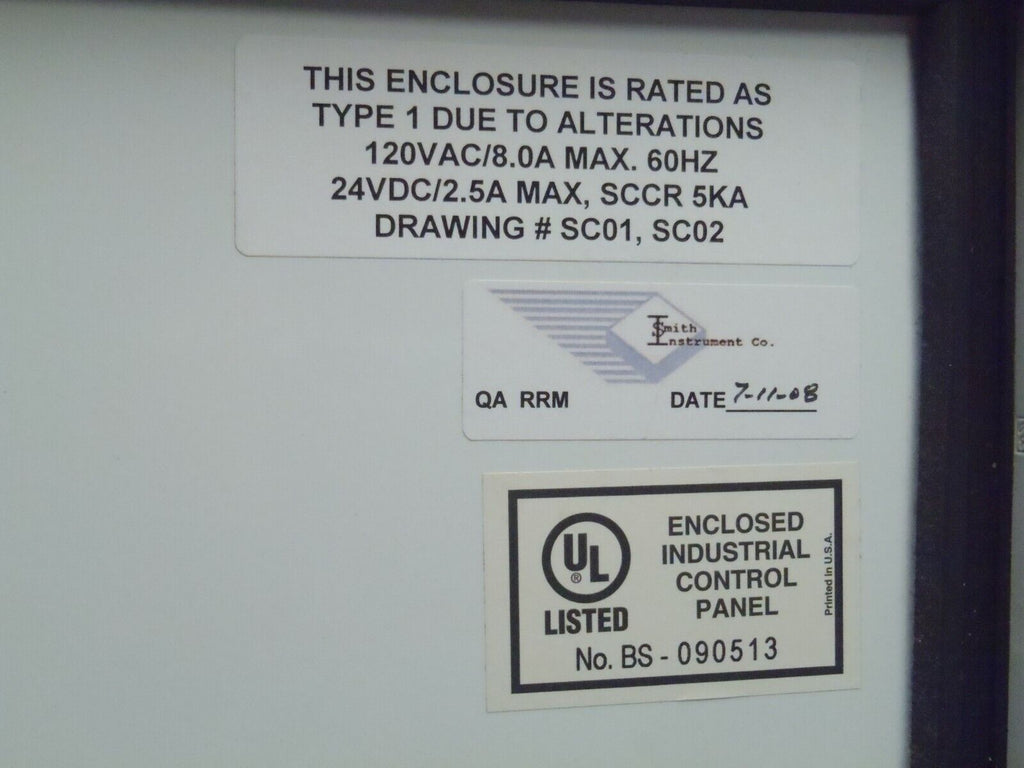 THIS ENCLOSURE IS RATED AS
TYPE 1 DUE TO ALTERATIONS
120VAC/8.0A MAX. 60HZ
24VDC/2.5A MAX, SCCR 5KA
DRAWING # SC01, SC02
Smith
Instrument Co.
QA RRM DATE 7-11-08
UL
®
LISTED
ENCLOSED
INDUSTRIAL
CONTROL
PANEL
No. BS - 090513
Printed in U.S.A.